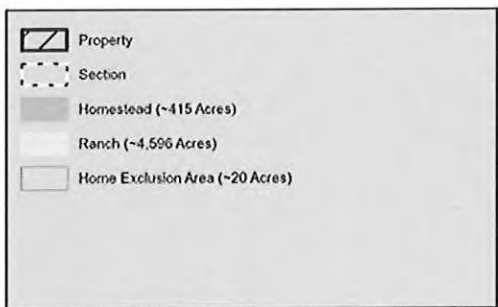 Property
Section
Homestead (~415 Acres)
Ranch (~4,596 Acres)
Home Exclusion Area (~20 Acres)